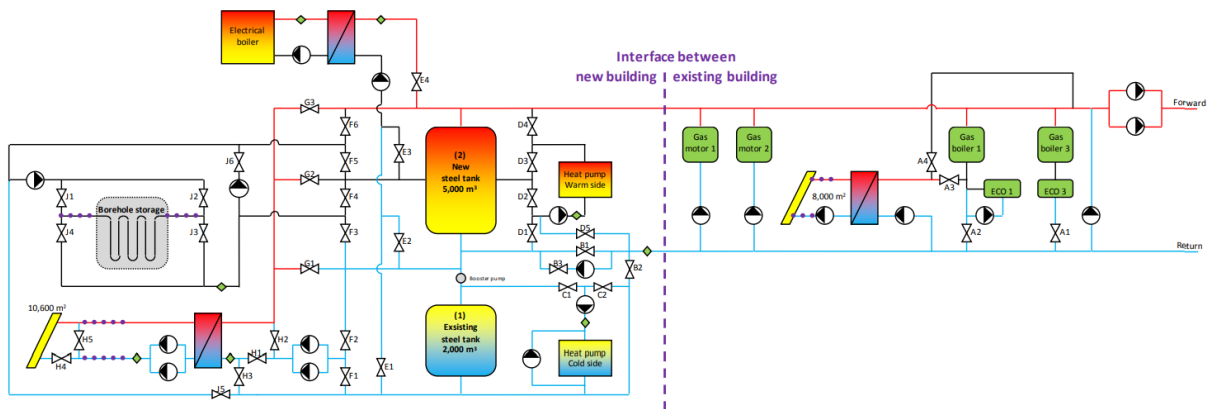 Electrical
boiler
E4
Interface between
new building
existing building
Forward
G3
F6
D4
J6
F5
E3
(2)
New
steel tank
5,000 m³
D3
Heat pump
Warm side
Gas
motor 1
Gas
motor 2
A4
Gas
boiler 1
Gas
boiler 3
G2
J1
J2
F4
D2
8,000 m²
A3
ECO 1
ECO 3
Borehole storage
J4
J3
F3
E2
D1
D5
B1
A2
A1
Return
G1
B3
B2
Booster pump
C1
C2
10,600 m²
(1)
Exsisting
steel tank
2,000 m³
H5
H2
F2
Heat pump
Cold side
H4
H1
H3
F1
E1
J5